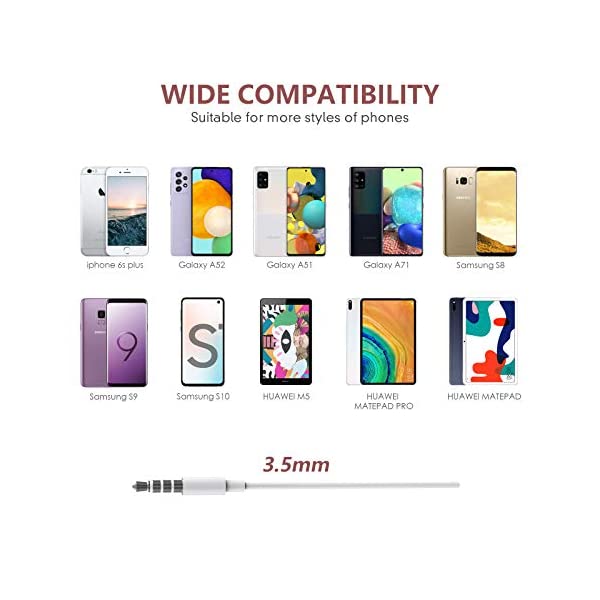 WIDE COMPATIBILITY
Suitable for more styles of phones
iphone 6s plus
Galaxy A52
Galaxy A51
Galaxy A71
Samsung S8
9
S
Samsung S9
Samsung S10
HUAWEI M5
HUAWEI MATEPAD PRO
HUAWEI MATEPAD
3.5mm